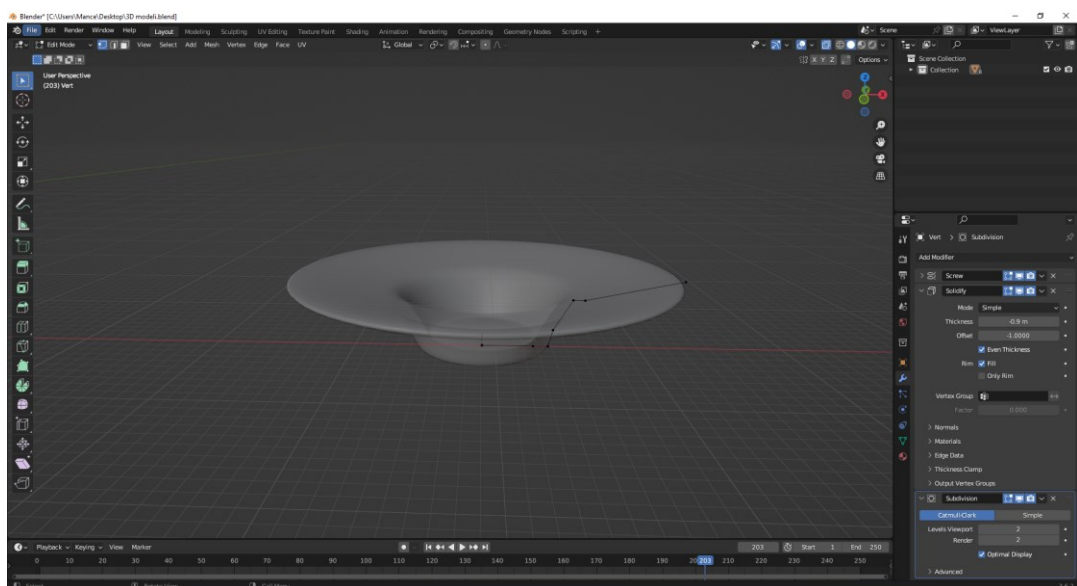 Blender* [C:\Users\Mance\Desktop\3D modeli.blend]
File Edit Render Window Help Layout Modeling Sculpting UV Editing Texture Paint Shading Animation Rendering Compositing Geometry Nodes Scripting + Scene ViewLayer
Edit Mode View Select Add Mesh Vertex Edge Face UV Global
X Y Z Options
User Perspective
(203) Vert
Z
X
Scene Collection
Collection
Vert > Subdivision
Add Modifier
Screw
Solidify
Mode Simple
Thickness -0.9 m
Offset -1.0000
Even Thickness
Rim Fill
Only Rim
Vertex Group
Factor 0.000
Normals
Materials
Edge Data
Thickness Clamp
Output Vertex Groups
Subdivision
Catmull-Clark Simple
Levels Viewport 2
Render 2
Optimal Display
Advanced
Playback Keying View Marker 203 Start 1 End 250
0 10 20 30 40 50 60 70 80 90 100 110 120 130 140 150 160 170 180 190 203 210 220 230 240 250